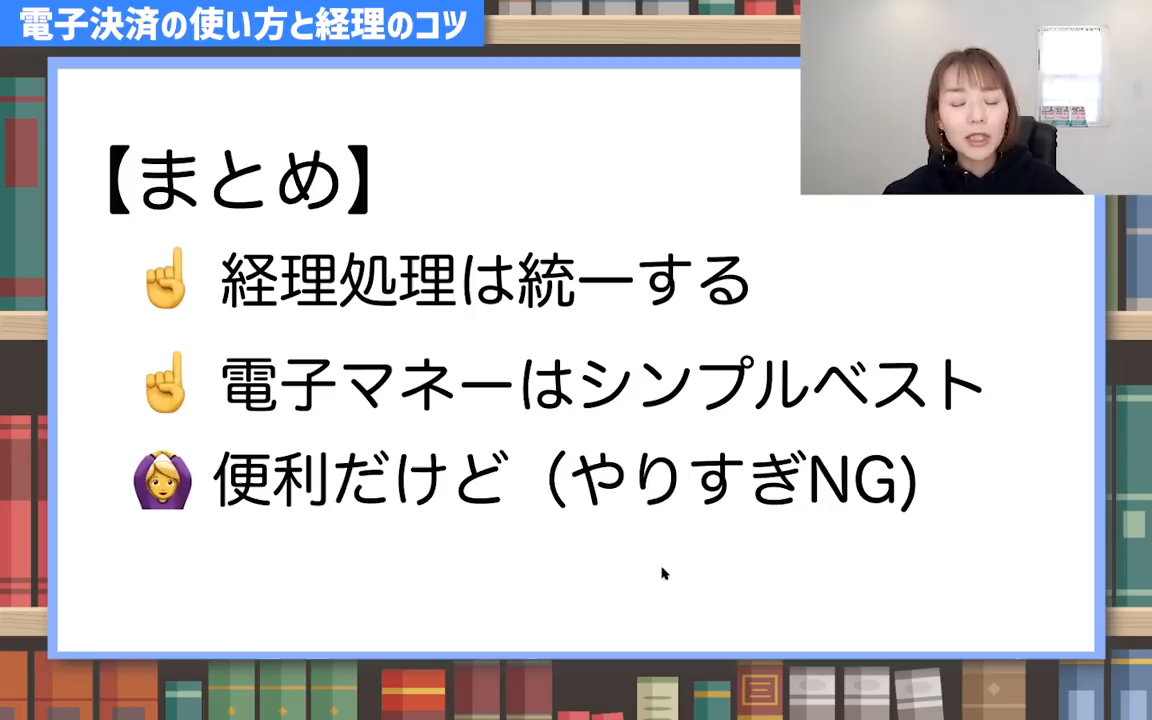 電子決済の使い方と経理のコツ
【まとめ】
☝ 経理処理は統一する
☝ 電子マネーはシンプルベスト
🙆‍♀️ 便利だけど（やりすぎNG)